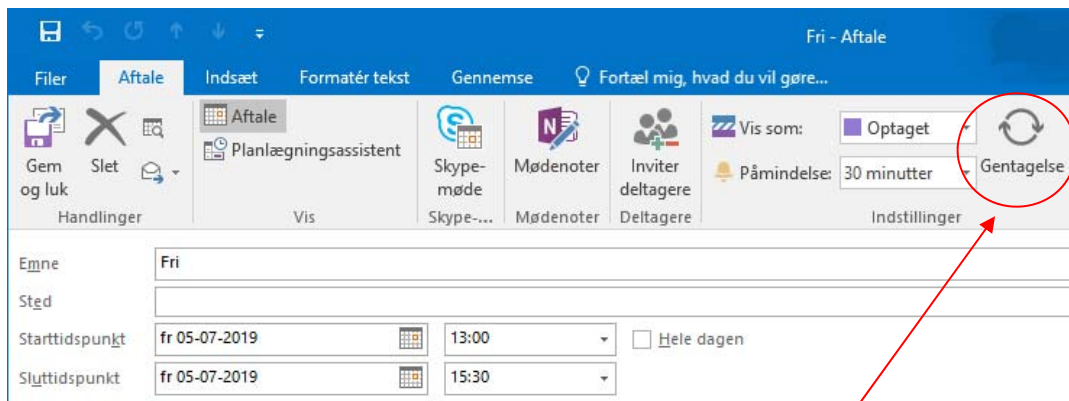 Fri - Aftale
Filer Aftale Indsæt Formatér tekst Gennemse Fortæl mig, hvad du vil gøre...
Gem og luk
Slet
Handlinger
Aftale
Planlægningsassistent
Vis
Skype-
møde
Skype-...
Mødenoter
Mødenoter
Inviter
deltagere
Deltagere
Vis som: Optaget
Påmindelse: 30 minutter
Gentagelse
Indstillinger
Emne Fri
Sted
Starttidspunkt fr 05-07-2019 13:00 Hele dagen
Sluttidspunkt fr 05-07-2019 15:30